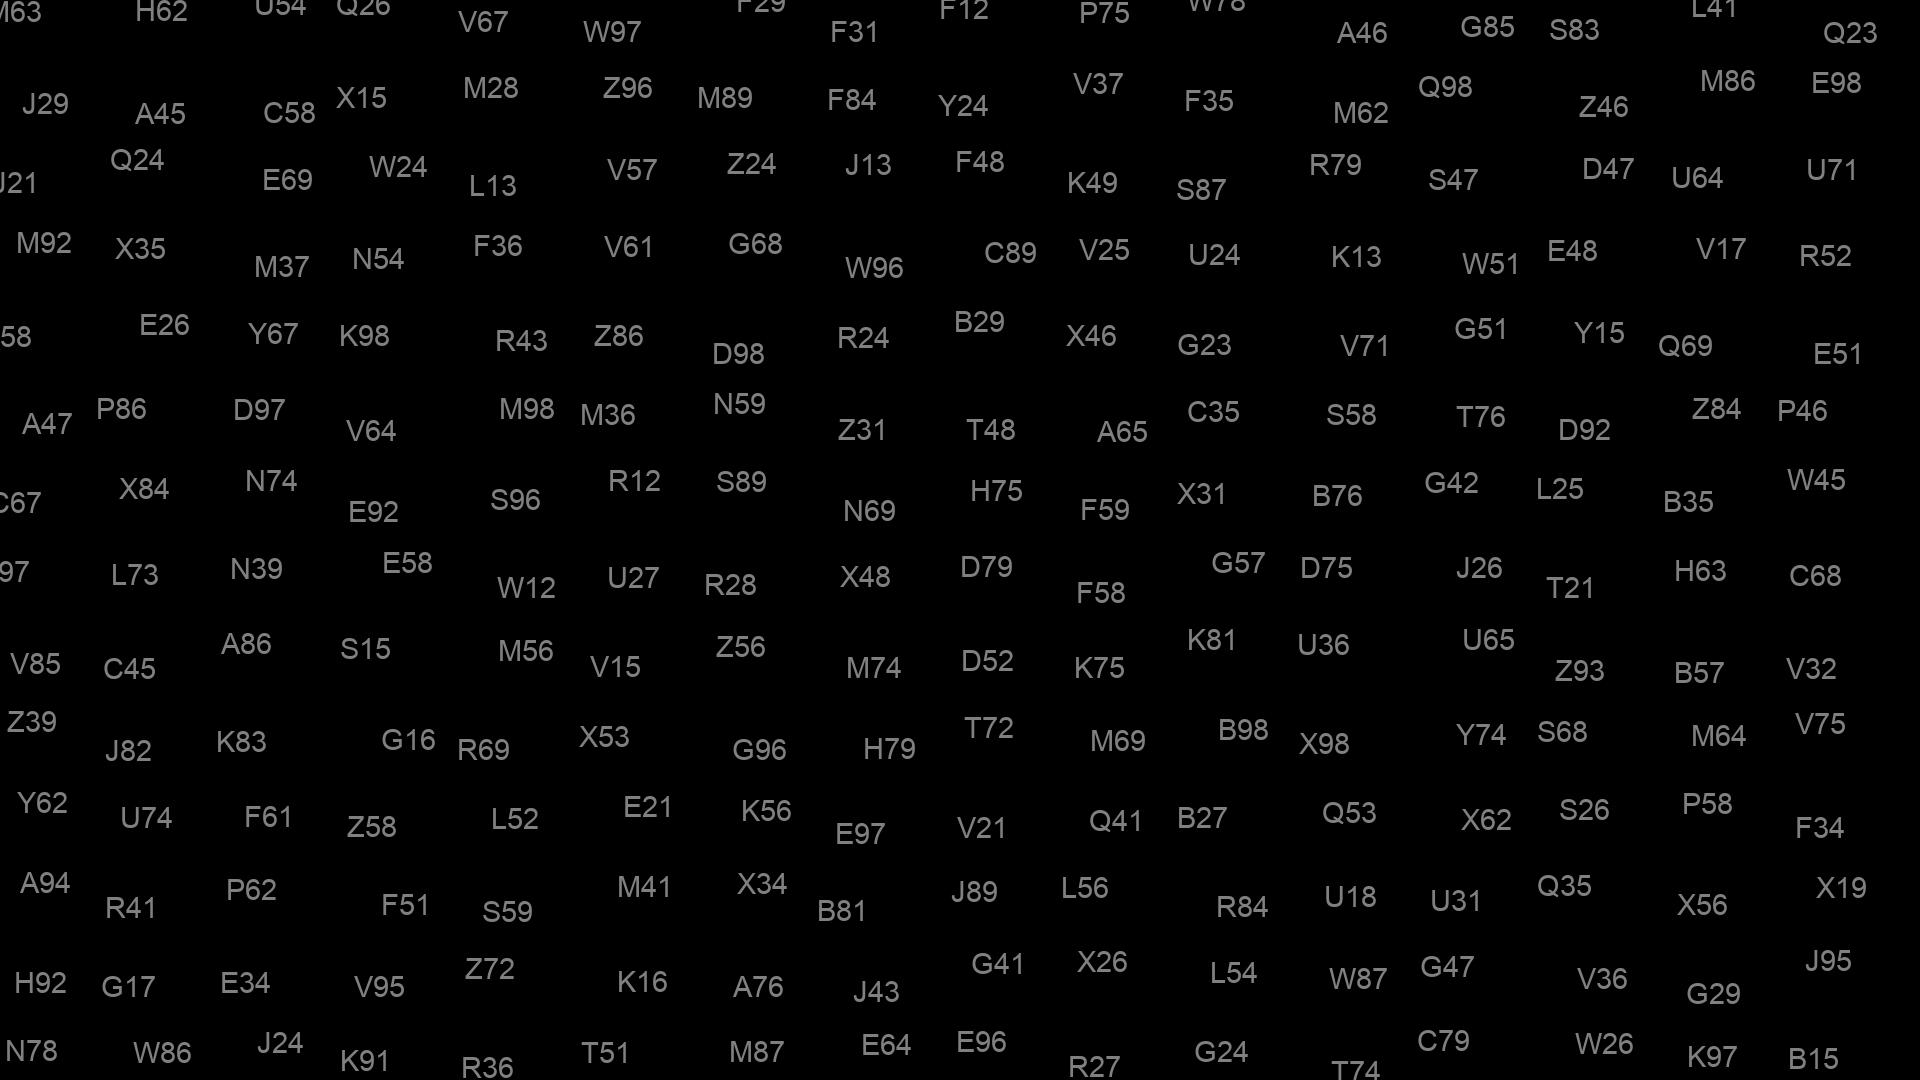 M63 H62 U54 Q26 V67 W97 F29 F31 F12 P75 W78 A46 G85 S83 L41 Q23
J29 A45 C58 X15 M28 Z96 M89 F84 Y24 V37 F35 M62 Q98 Z46 M86 E98
J21 Q24 E69 W24 L13 V57 Z24 J13 F48 K49 S87 R79 S47 D47 U64 U71
M92 X35 M37 N54 F36 V61 G68 W96 C89 V25 U24 K13 W51 E48 V17 R52
58 E26 Y67 K98 R43 Z86 D98 R24 B29 X46 G23 V71 G51 Y15 Q69 E51
A47 P86 D97 V64 M98 M36 N59 Z31 T48 A65 C35 S58 T76 D92 Z84 P46
C67 X84 N74 E92 S96 R12 S89 N69 H75 F59 X31 B76 G42 L25 B35 W45
97 L73 N39 E58 W12 U27 R28 X48 D79 F58 G57 D75 J26 T21 H63 C68
V85 C45 A86 S15 M56 V15 Z56 M74 D52 K75 K81 U36 U65 Z93 B57 V32
Z39 J82 K83 G16 R69 X53 G96 H79 T72 M69 B98 X98 Y74 S68 M64 V75
Y62 U74 F61 Z58 L52 E21 K56 E97 V21 Q41 B27 Q53 X62 S26 P58 F34
A94 R41 P62 F51 S59 M41 X34 B81 J89 L56 R84 U18 U31 Q35 X56 X19
H92 G17 E34 V95 Z72 K16 A76 J43 G41 X26 L54 W87 G47 V36 G29 J95
N78 W86 J24 K91 R36 T51 M87 E64 E96 R27 G24 T74 C79 W26 K97 B15